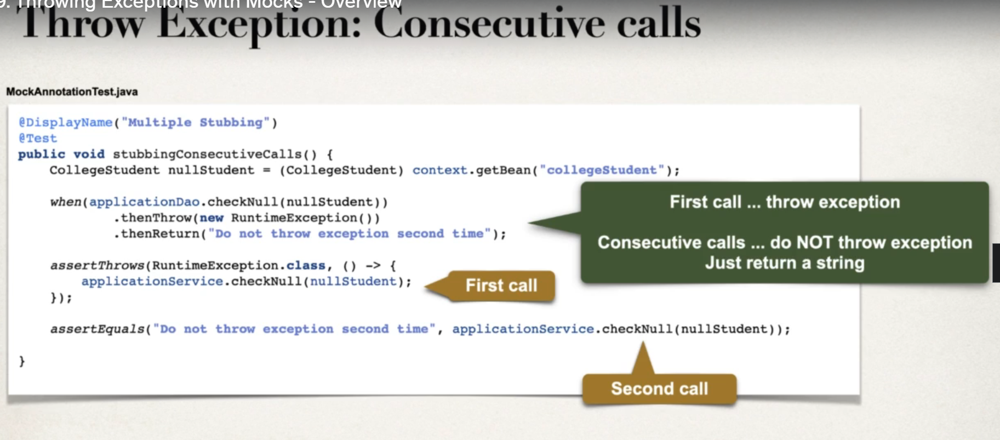 9. Throwing Exceptions with Mocks - Overview
Throw Exception: Consecutive calls
MockAnnotationTest.java
@DisplayName("Multiple Stubbing")
@Test
public void stubbingConsecutiveCalls() {
CollegeStudent nullStudent = (CollegeStudent) context.getBean("collegeStudent");
when(applicationDao.checkNull(nullStudent))
.thenThrow(new RuntimeException())
.thenReturn("Do not throw exception second time");
First call ... throw exception
Consecutive calls ... do NOT throw exception
Just return a string
assertThrows(RuntimeException.class, () -> {
applicationService.checkNull(nullStudent);
First call
});
assertEquals("Do not throw exception second time", applicationService.checkNull(nullStudent));
Second call
}